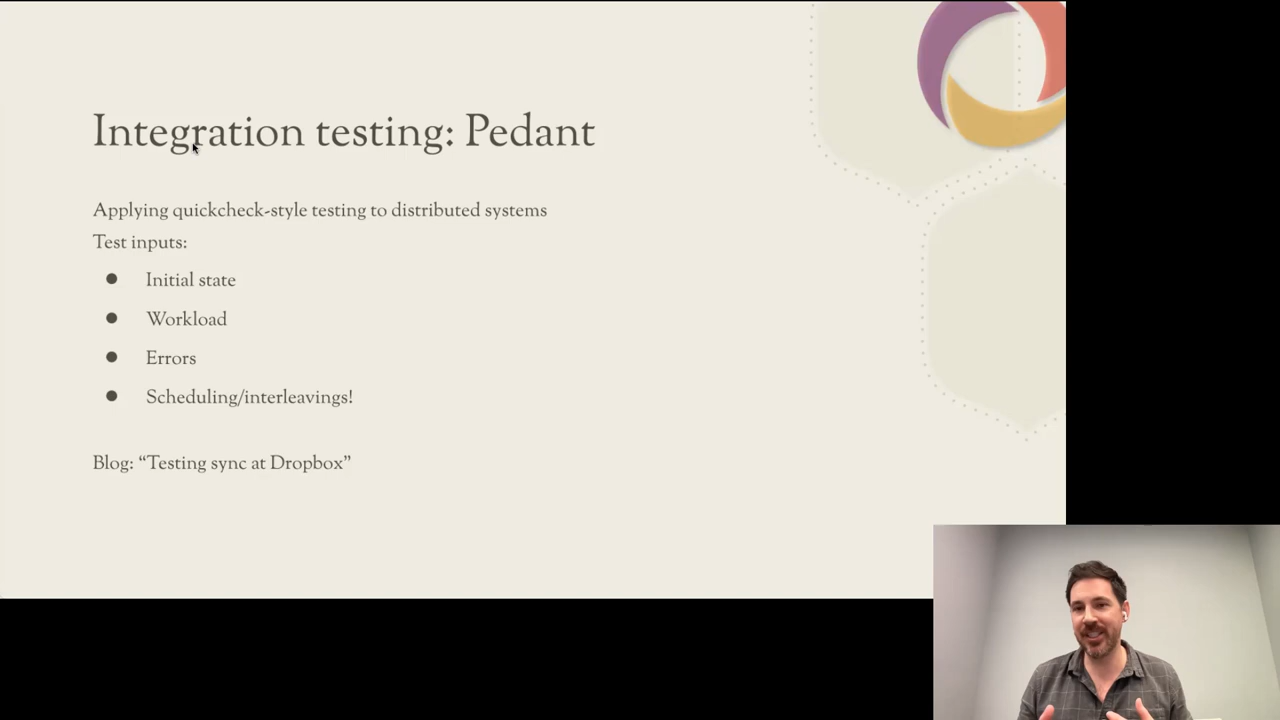 Integration testing: Pedant
Applying quickcheck-style testing to distributed systems
Test inputs:
● Initial state
● Workload
● Errors
● Scheduling/interleavings!
Blog: “Testing sync at Dropbox”